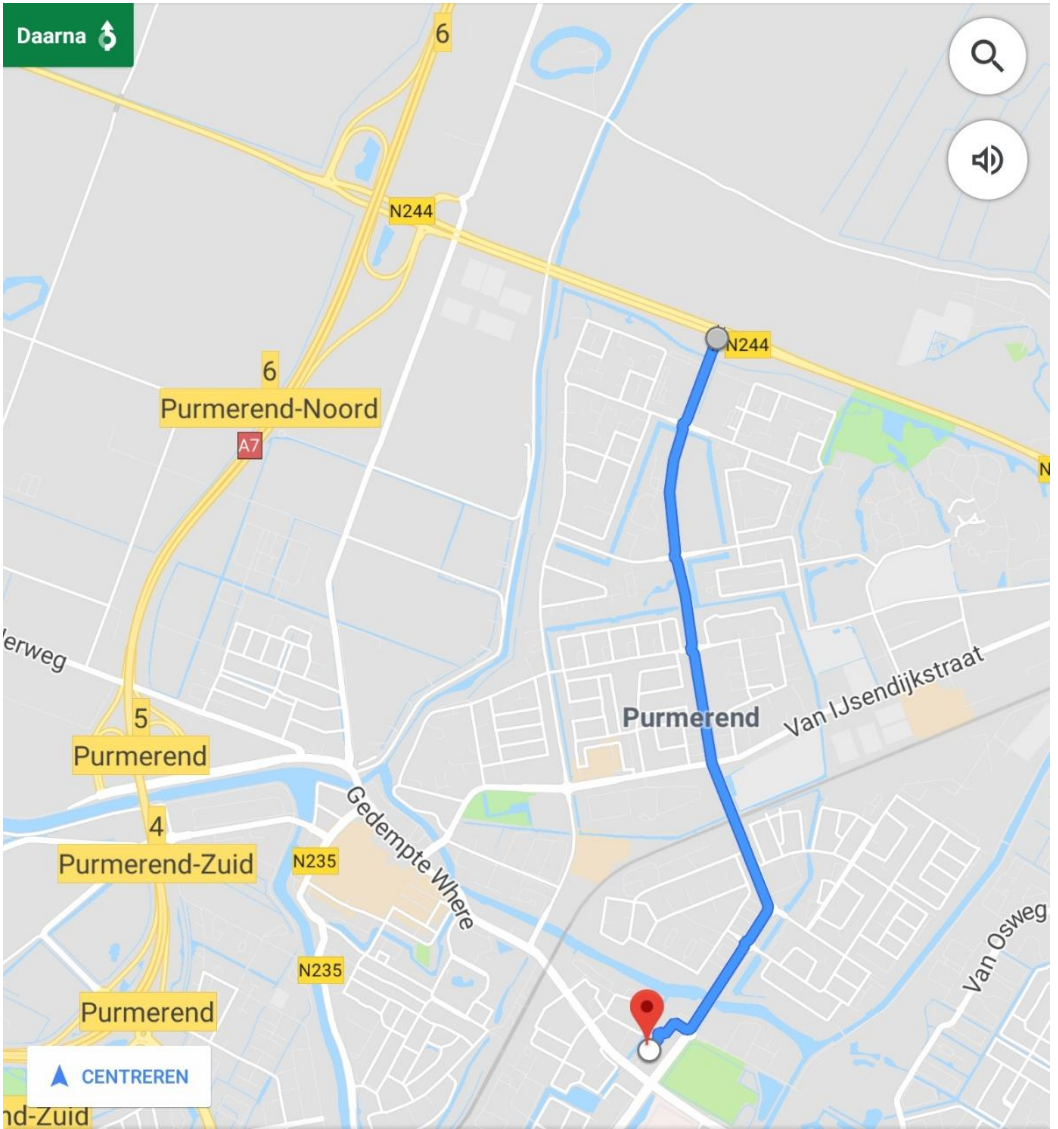 Daarna
6
N244
N244
6
Purmerend-Noord
A7
N
lerweg
Van IJsendijkstraat
Purmerend
5
Purmerend
4
Purmerend-Zuid
Gedempte Where
N235
N235
Van Osweg
Purmerend
CENTREREN
nd-Zuid